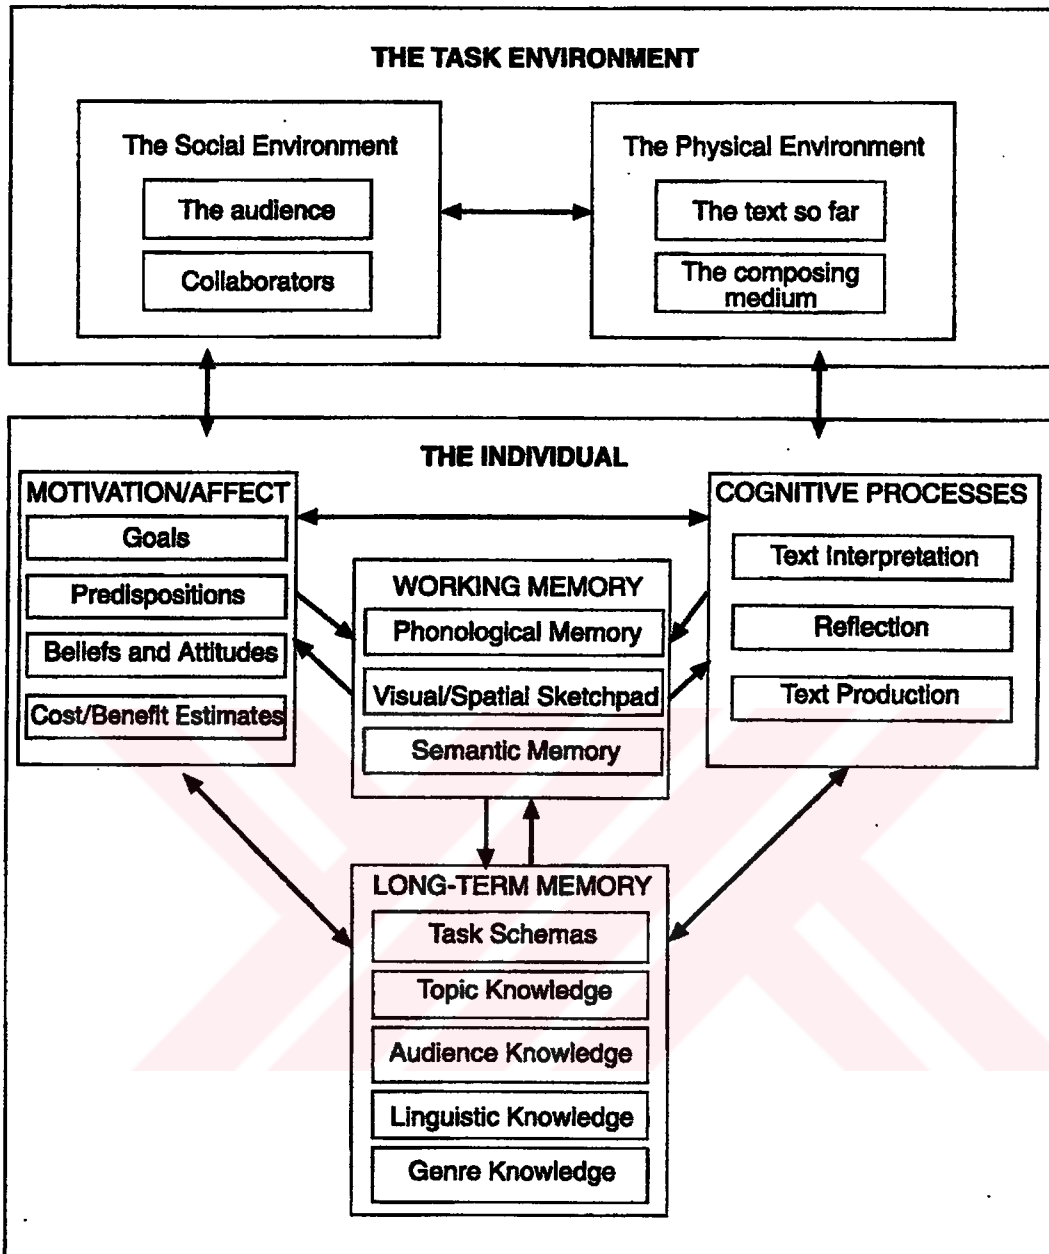 THE TASK ENVIRONMENT
The Social Environment
The audience
Collaborators
The Physical Environment
The text so far
The composing
medium
THE INDIVIDUAL
MOTIVATION/AFFECT
Goals
Predispositions
Beliefs and Attitudes
Cost/Benefit Estimates
WORKING MEMORY
Phonological Memory
Visual/Spatial Sketchpad
Semantic Memory
COGNITIVE PROCESSES
Text Interpretation
Reflection
Text Production
LONG-TERM MEMORY
Task Schemas
Topic Knowledge
Audience Knowledge
Linguistic Knowledge
Genre Knowledge